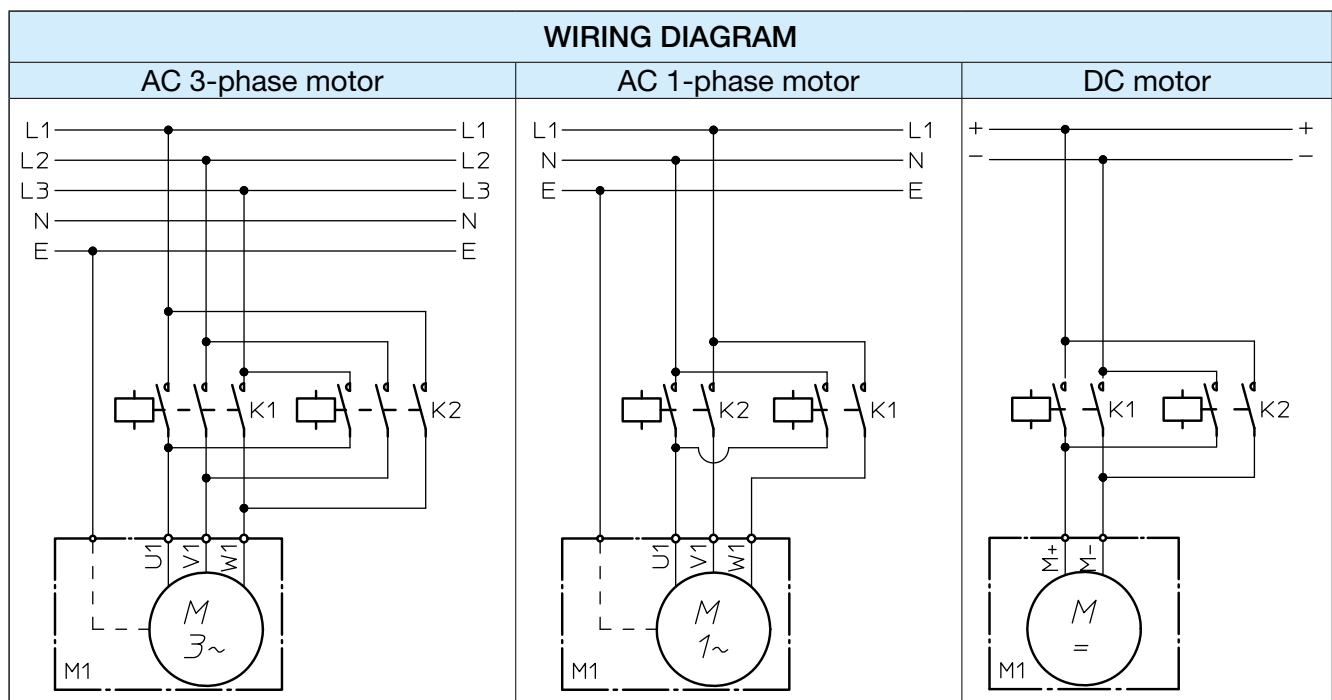 WIRING DIAGRAM
AC 3-phase motor
L1 L1
L2 L2
L3 L3
N N
E E
K1 K2
U1 V1 W1
M
3~
M1
AC 1-phase motor
L1 L1
N N
E E
K2 K1
U1 V1 W1
M
1~
M1
DC motor
+ +
− −
K1 K2
M+ M-
M
=
M1